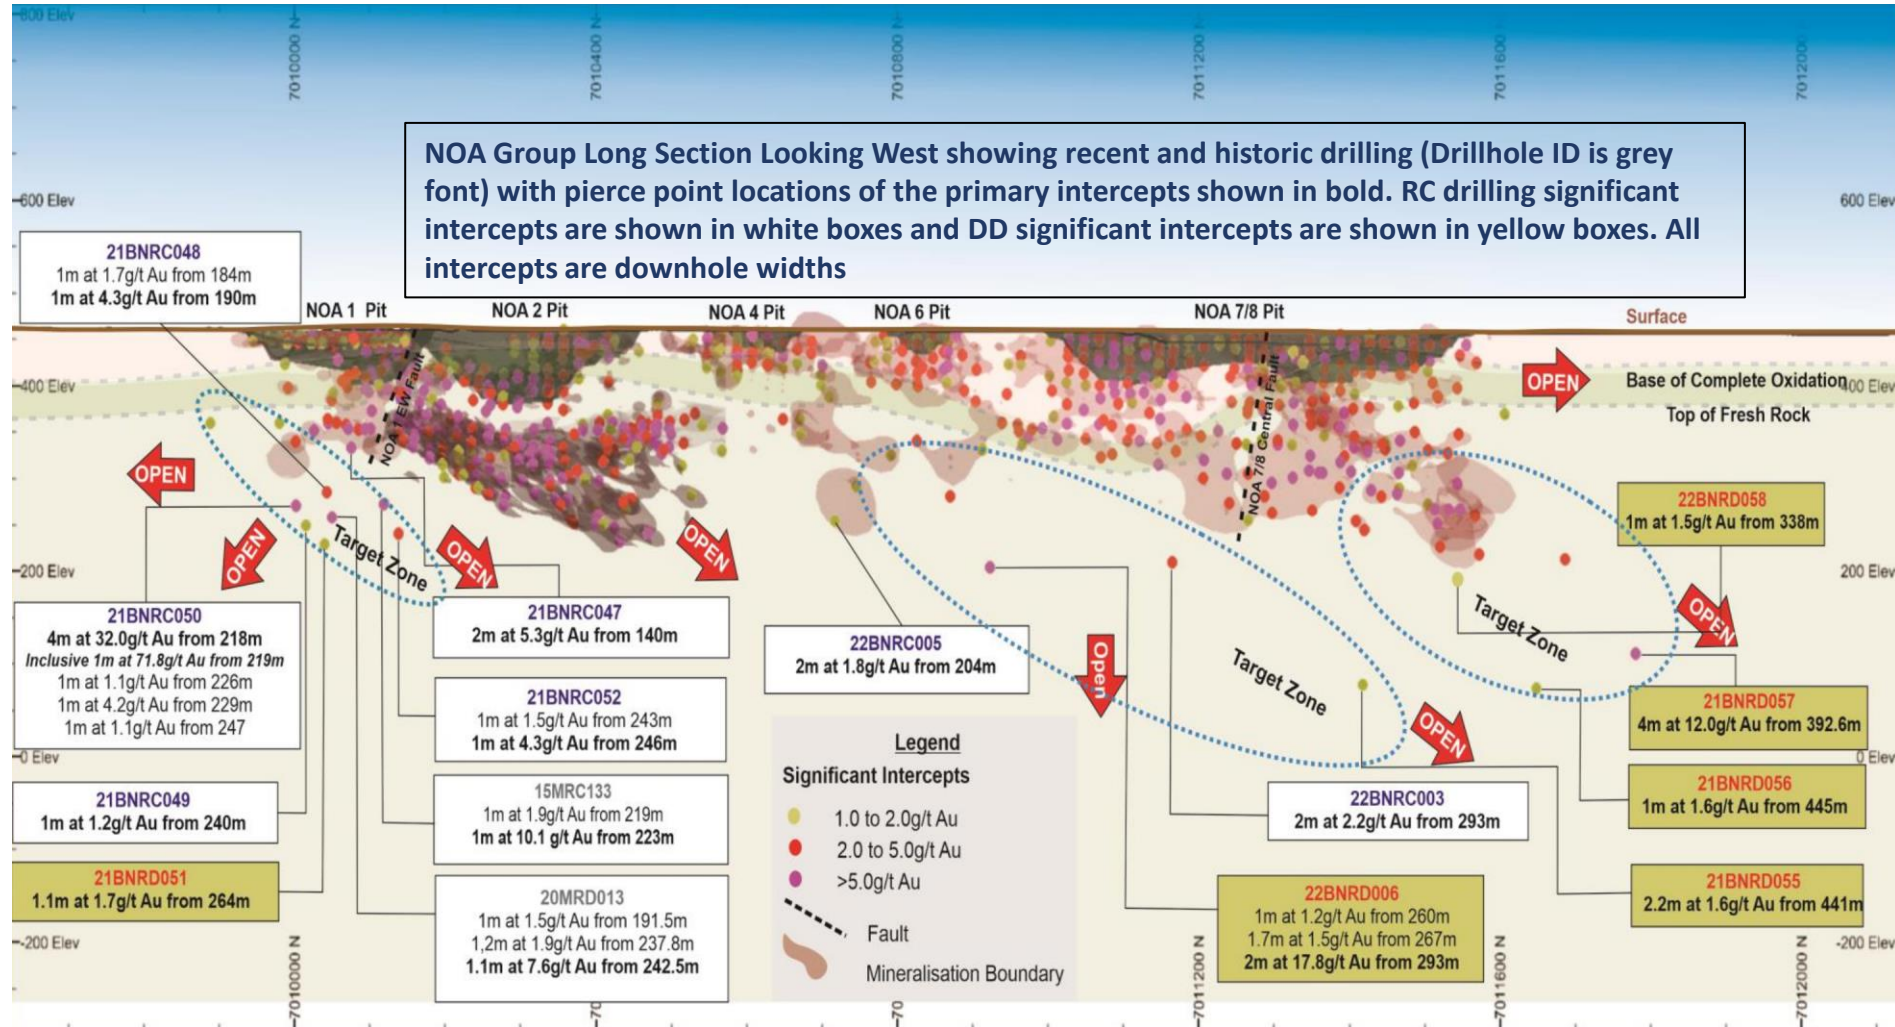 800 Elev
7010000 N
7010400 N
7010800 N
7011200 N
7011600 N
7012000 N
NOA Group Long Section Looking West showing recent and historic drilling (Drillhole ID is grey
font) with pierce point locations of the primary intercepts shown in bold. RC drilling significant
intercepts are shown in white boxes and DD significant intercepts are shown in yellow boxes. All
intercepts are downhole widths
600 Elev
600 Elev
21BNRC048
1m at 1.7g/t Au from 184m
1m at 4.3g/t Au from 190m
NOA 1 Pit
NOA 2 Pit
NOA 4 Pit
NOA 6 Pit
NOA 7/8 Pit
Surface
NOA 1 EW Fault
NOA 7/8 Central Fault
400 Elev
OPEN
Base of Complete Oxidation
400 Elev
Top of Fresh Rock
OPEN
OPEN
Target Zone
OPEN
OPEN
22BNRD058
1m at 1.5g/t Au from 338m
200 Elev
200 Elev
OPEN
Target Zone
21BNRC050
4m at 32.0g/t Au from 218m
Inclusive 1m at 71.8g/t Au from 219m
1m at 1.1g/t Au from 226m
1m at 4.2g/t Au from 229m
1m at 1.1g/t Au from 247
21BNRC047
2m at 5.3g/t Au from 140m
22BNRC005
2m at 1.8g/t Au from 204m
Open
Target Zone
OPEN
21BNRC052
1m at 1.5g/t Au from 243m
1m at 4.3g/t Au from 246m
21BNRD057
4m at 12.0g/t Au from 392.6m
0 Elev
0 Elev
21BNRC049
1m at 1.2g/t Au from 240m
15MRC133
1m at 1.9g/t Au from 219m
1m at 10.1 g/t Au from 223m
22BNRC003
2m at 2.2g/t Au from 293m
21BNRD056
1m at 1.6g/t Au from 445m
21BNRD051
1.1m at 1.7g/t Au from 264m
20MRD013
1m at 1.5g/t Au from 191.5m
1,2m at 1.9g/t Au from 237.8m
1.1m at 7.6g/t Au from 242.5m
Legend
Significant Intercepts
1.0 to 2.0g/t Au
2.0 to 5.0g/t Au
>5.0g/t Au
Fault
Mineralisation Boundary
22BNRD006
1m at 1.2g/t Au from 260m
1.7m at 1.5g/t Au from 267m
2m at 17.8g/t Au from 293m
21BNRD055
2.2m at 1.6g/t Au from 441m
-200 Elev
-200 Elev
7010000 N
70
70
7011200 N
7011600 N
7012000 N